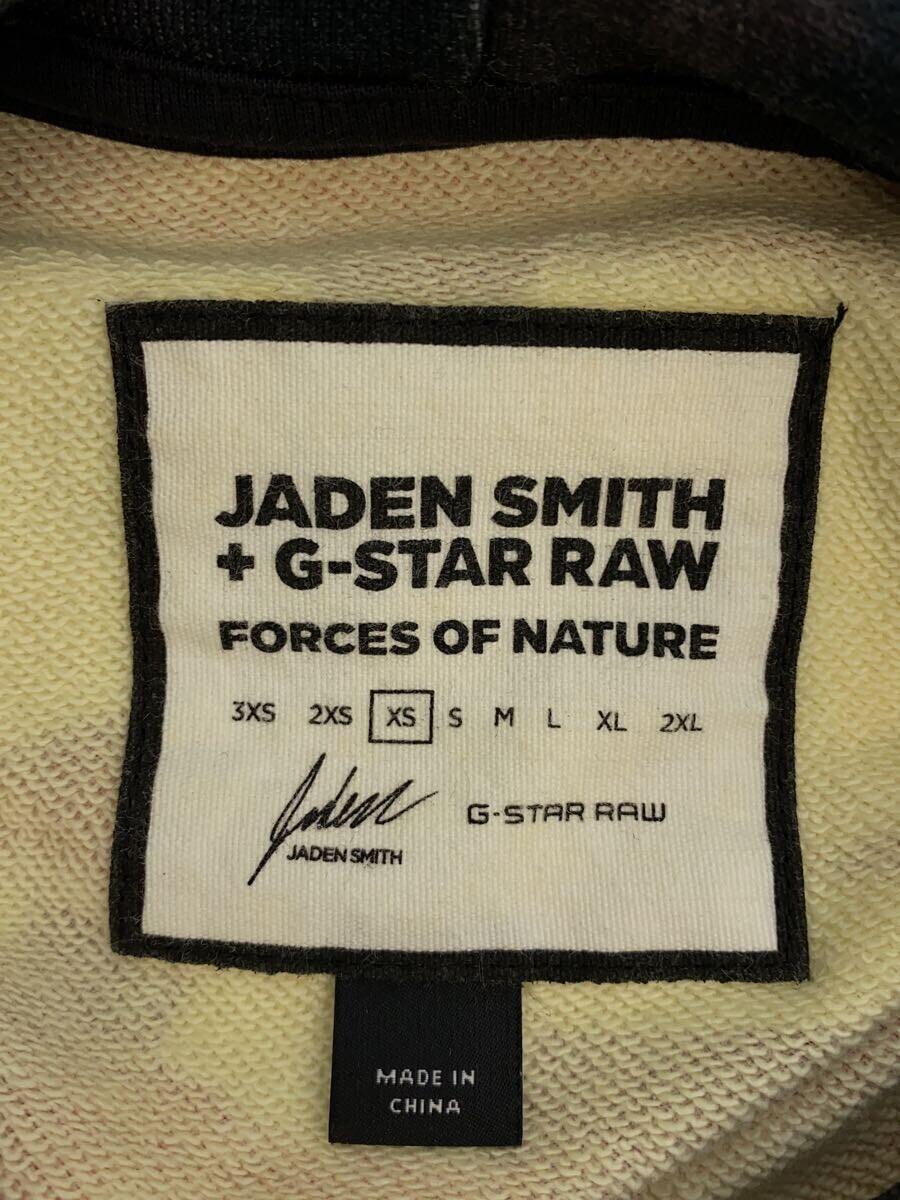 JADEN SMITH
+ G-STAR RAW
FORCES OF NATURE
3XS 2XS XS S M L XL 2XL
Jaden
JADEN SMITH
G-STAR RAW
MADE IN
CHINA